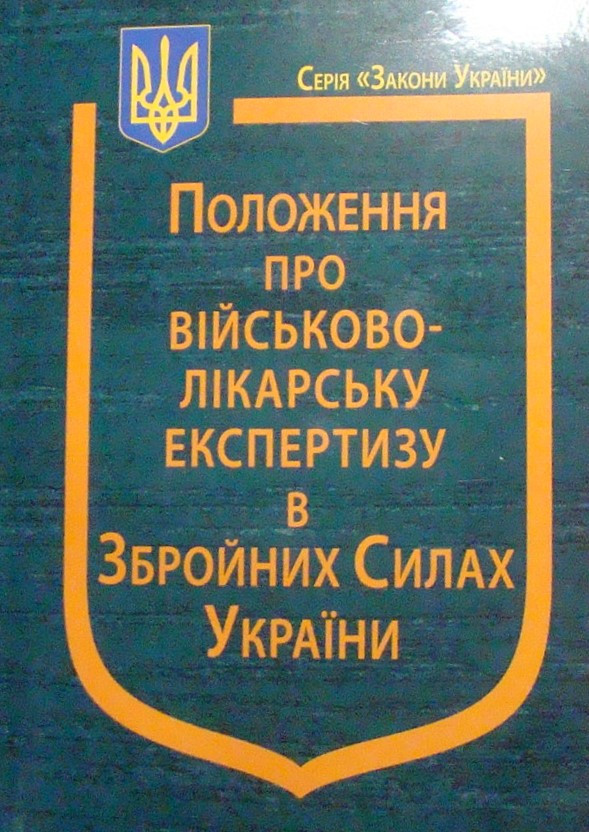 Серія «Закони України»
Положення
про
військово-
лікарську
експертизу
в
Збройних Силах
України